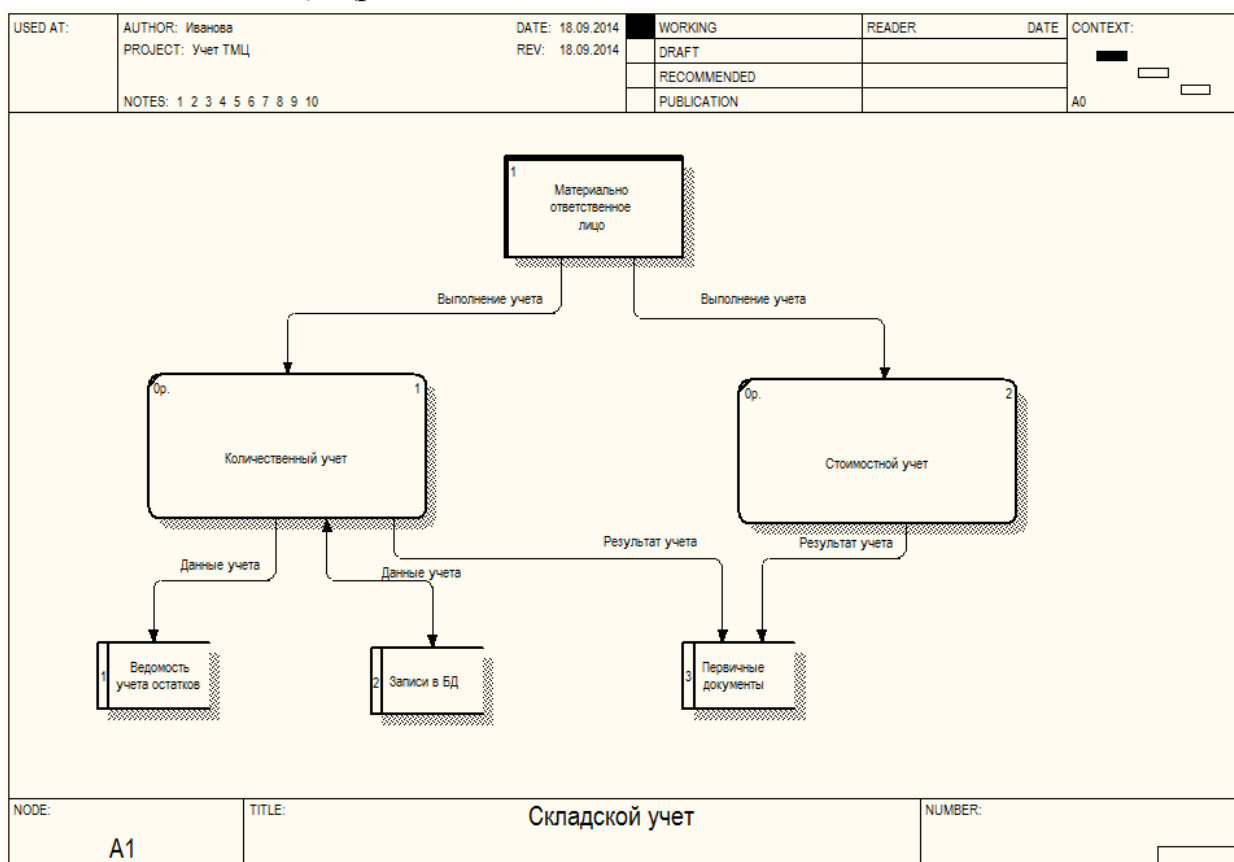 USED AT:
AUTHOR: Иванова
DATE: 18.09.2014
WORKING
READER
DATE
CONTEXT:
PROJECT: Учет ТМЦ
REV: 18.09.2014
DRAFT
RECOMMENDED
NOTES: 1 2 3 4 5 6 7 8 9 10
PUBLICATION
A0
1
Материально
ответственное
лицо
Выполнение учета
Выполнение учета
0р.
1
Количественный учет
0р.
2
Стоимостной учет
Данные учета
Данные учета
Результат учета
Результат учета
1
Ведомость
учета остатков
2
Записи в БД
3
Первичные
документы
NODE:
A1
TITLE:
Складской учет
NUMBER: